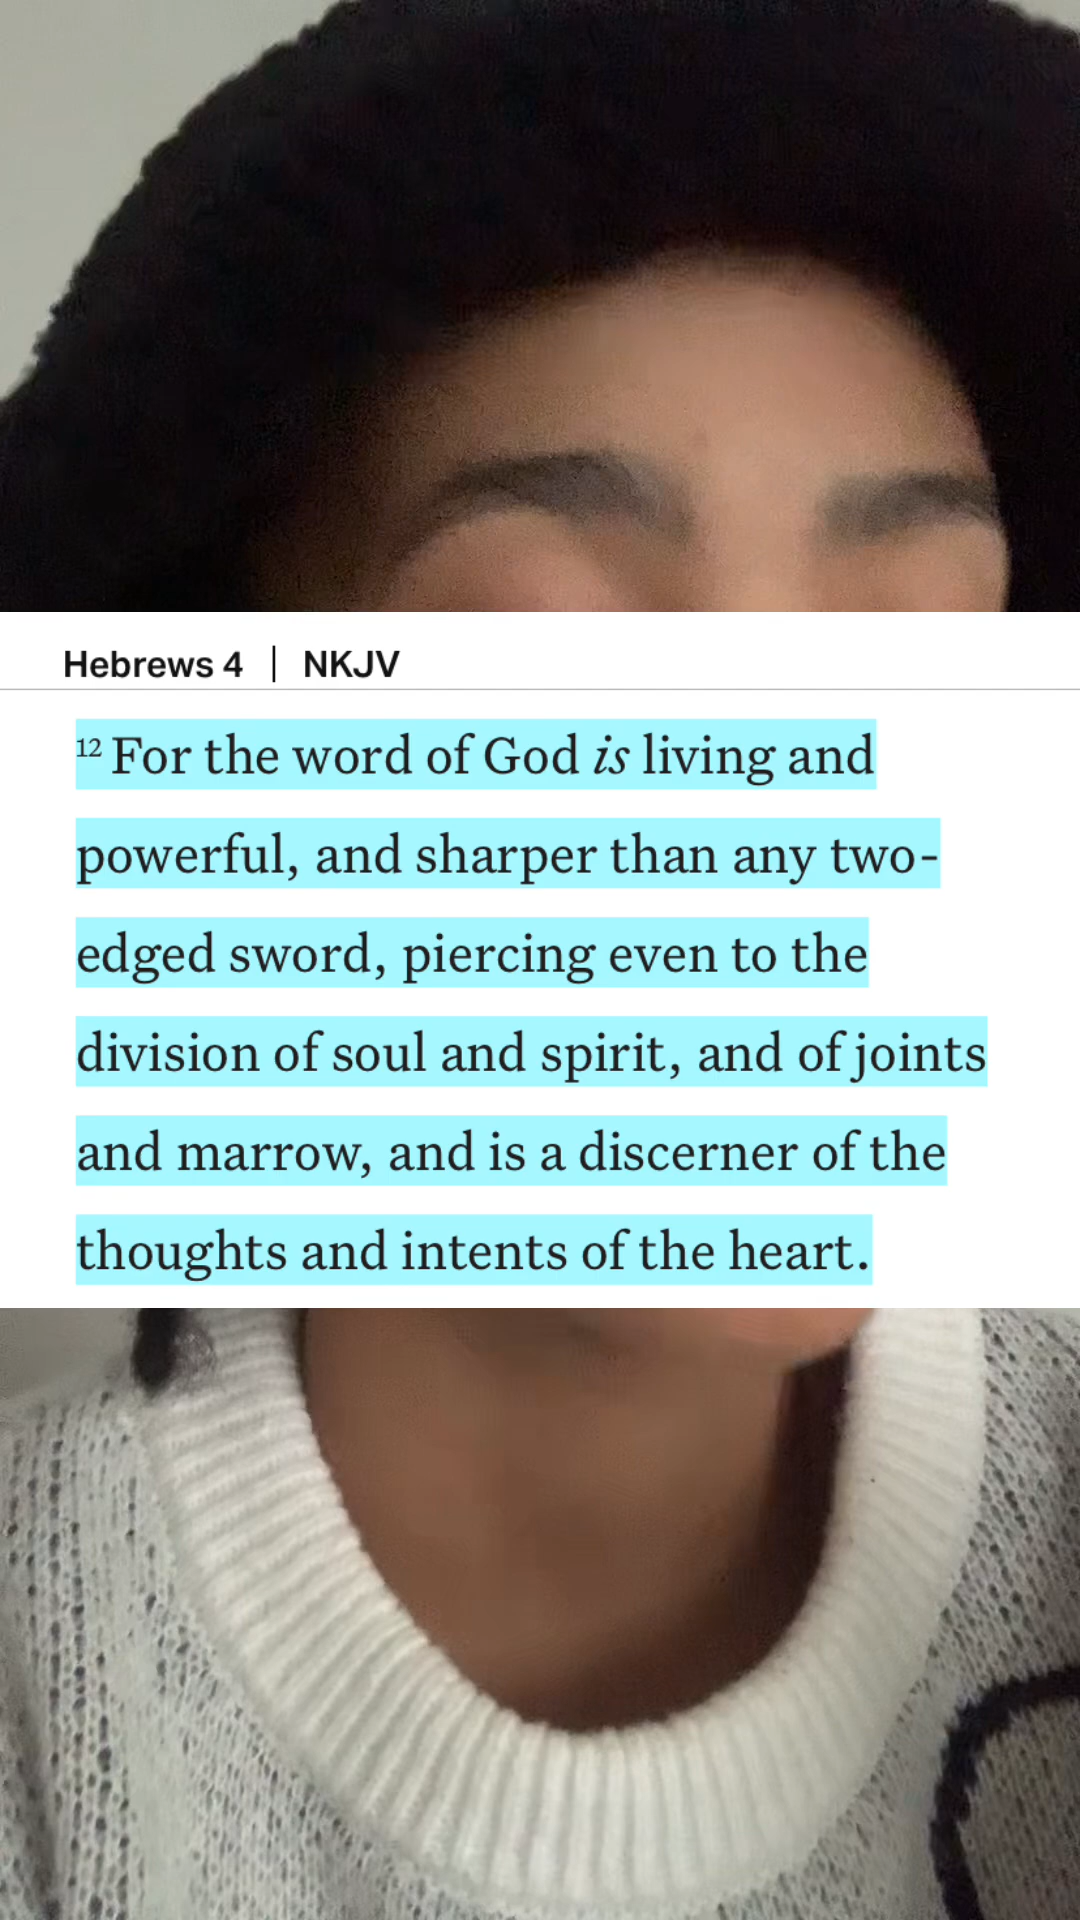 Hebrews 4 | NKJV
12 For the word of God is living and
powerful, and sharper than any two-
edged sword, piercing even to the
division of soul and spirit, and of joints
and marrow, and is a discerner of the
thoughts and intents of the heart.